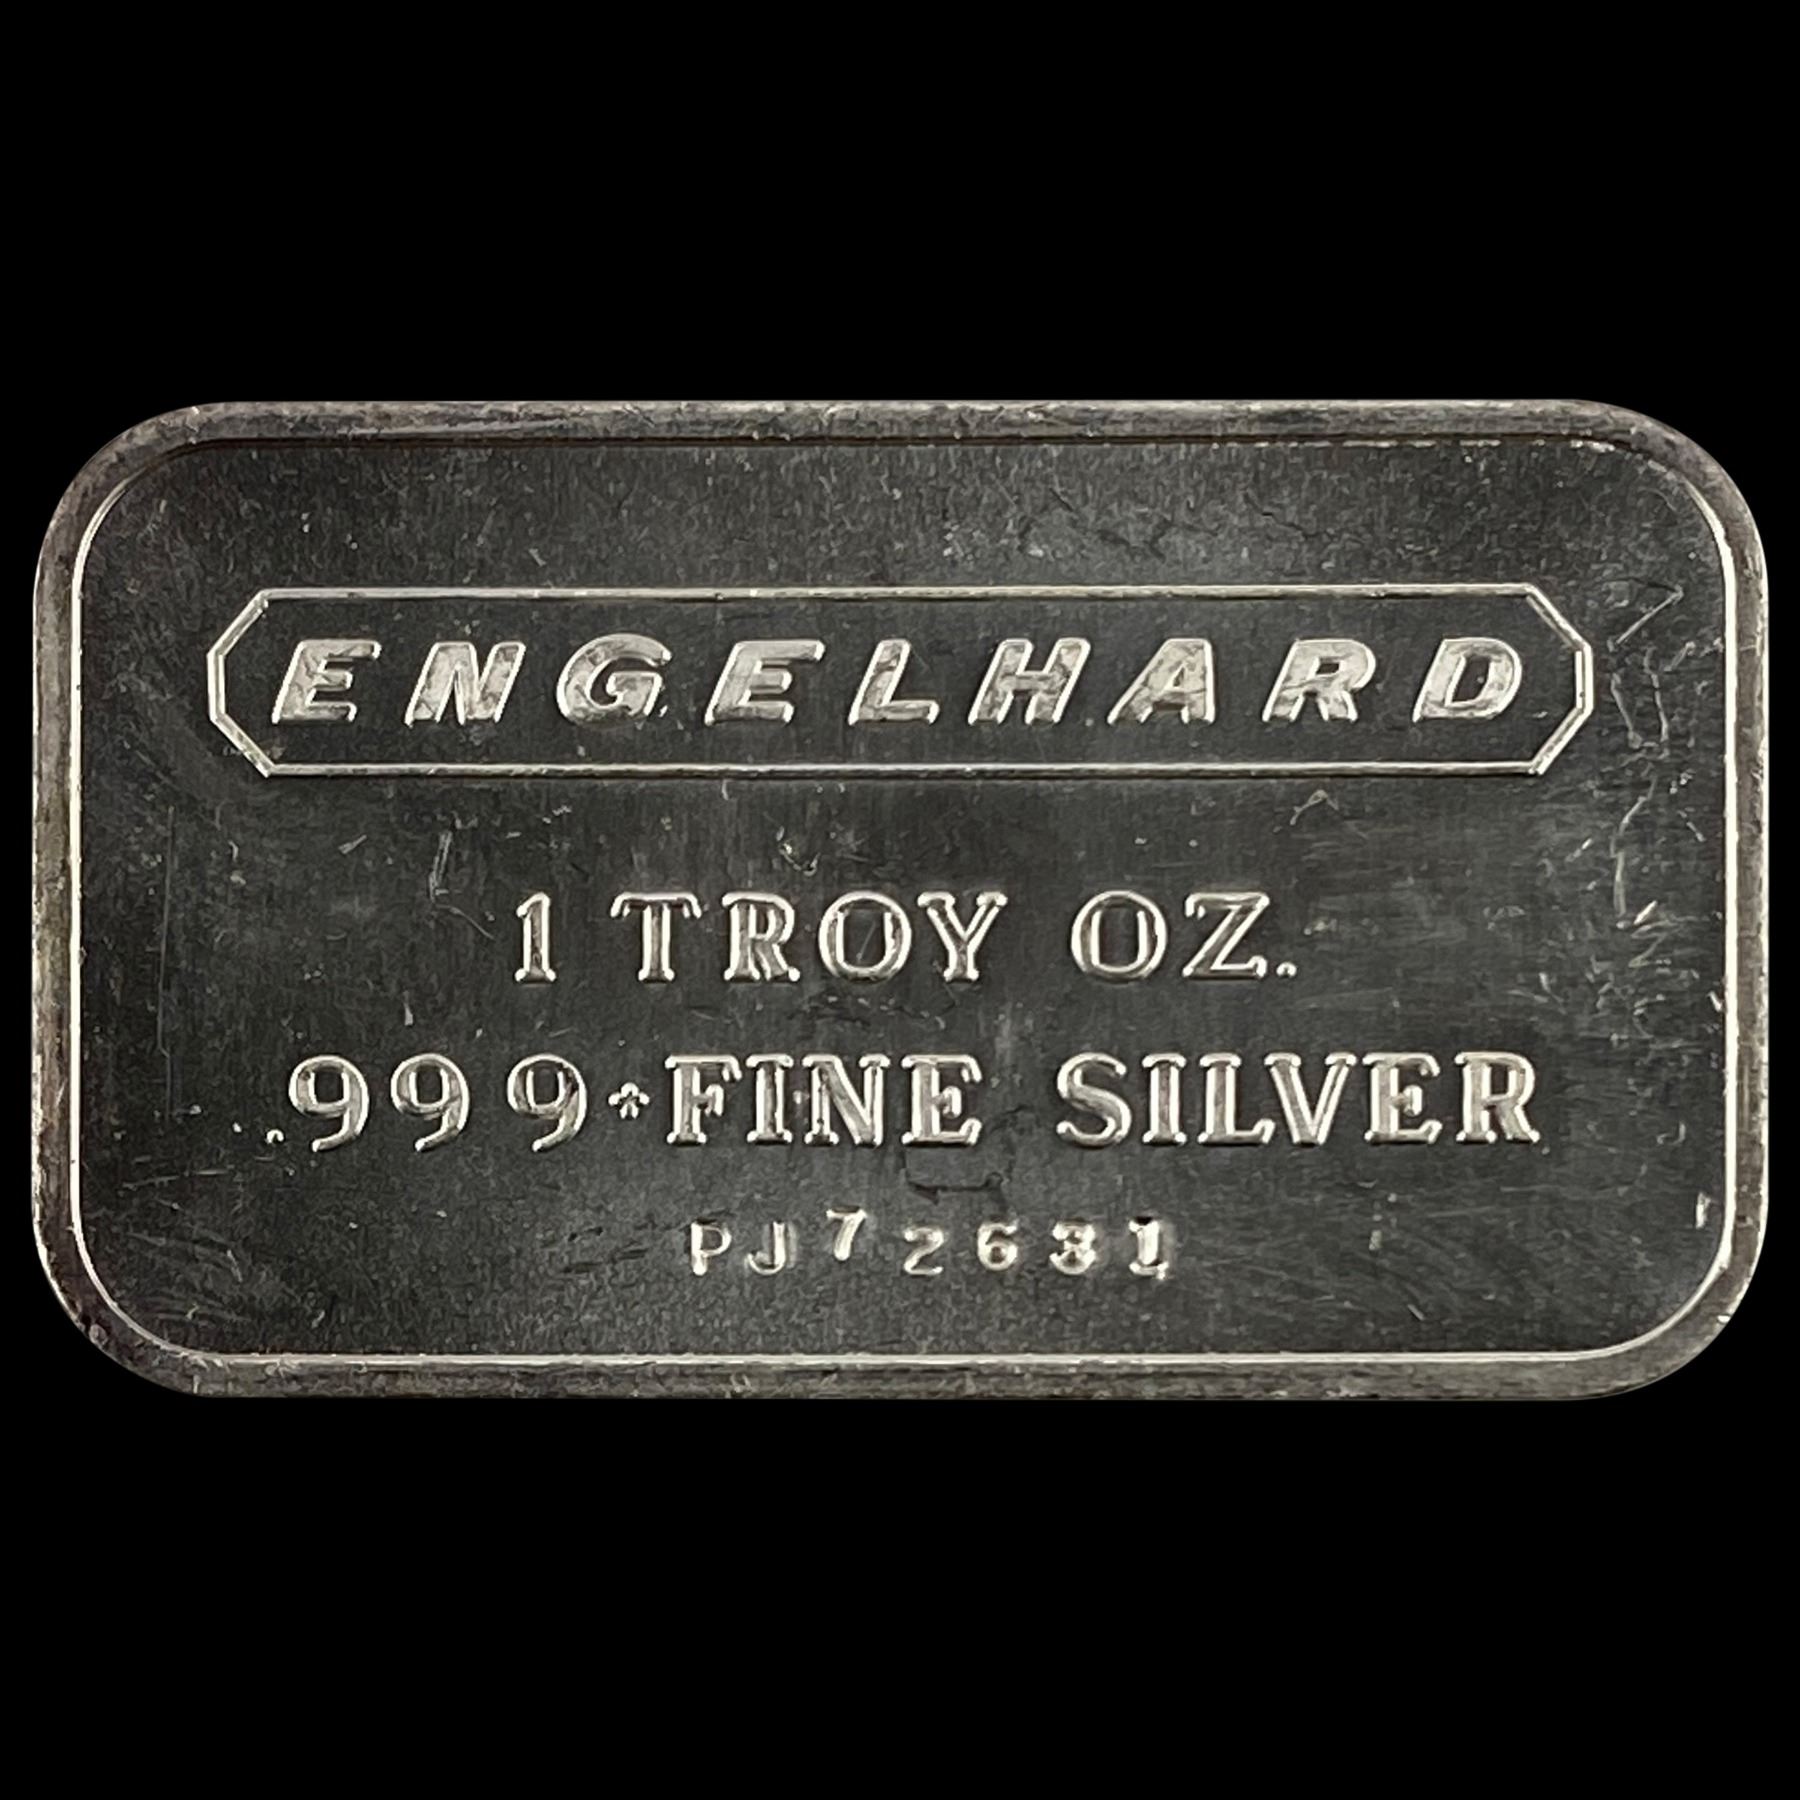 ENGELHARD
1 TROY OZ.
.999+FINE SILVER
PJ72631